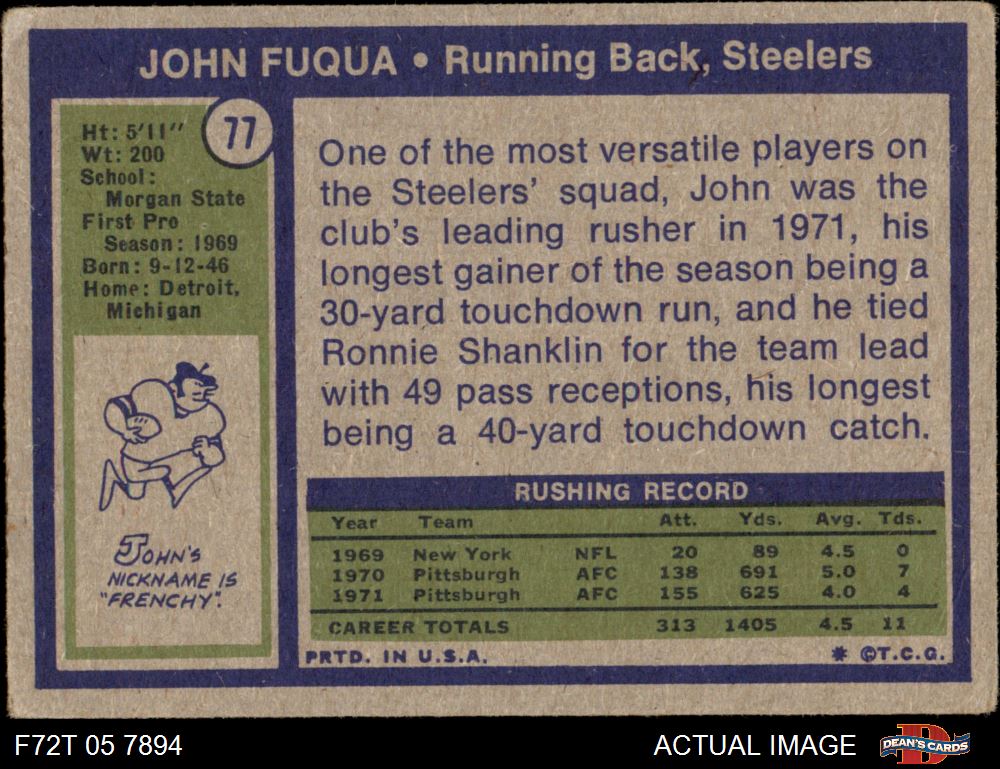 JOHN FUQUA • Running Back, Steelers
77
Ht: 5'11"
Wt: 200
School:
Morgan State
First Pro
Season: 1969
Born: 9-12-46
Home: Detroit,
Michigan
JOHN'S
NICKNAME IS
"FRENCHY".
One of the most versatile players on
the Steelers' squad, John was the
club's leading rusher in 1971, his
longest gainer of the season being a
30-yard touchdown run, and he tied
Ronnie Shanklin for the team lead
with 49 pass receptions, his longest
being a 40-yard touchdown catch.
RUSHING RECORD
Year Team Att. Yds. Avg. Tds.
1969 New York NFL 20 89 4.5 0
1970 Pittsburgh AFC 138 691 5.0 7
1971 Pittsburgh AFC 155 625 4.0 4
CAREER TOTALS 313 1405 4.5 11
PRTD. IN U.S.A. * ©T.C.G.
F72T 05 7894 ACTUAL IMAGE DEAN'S CARDS